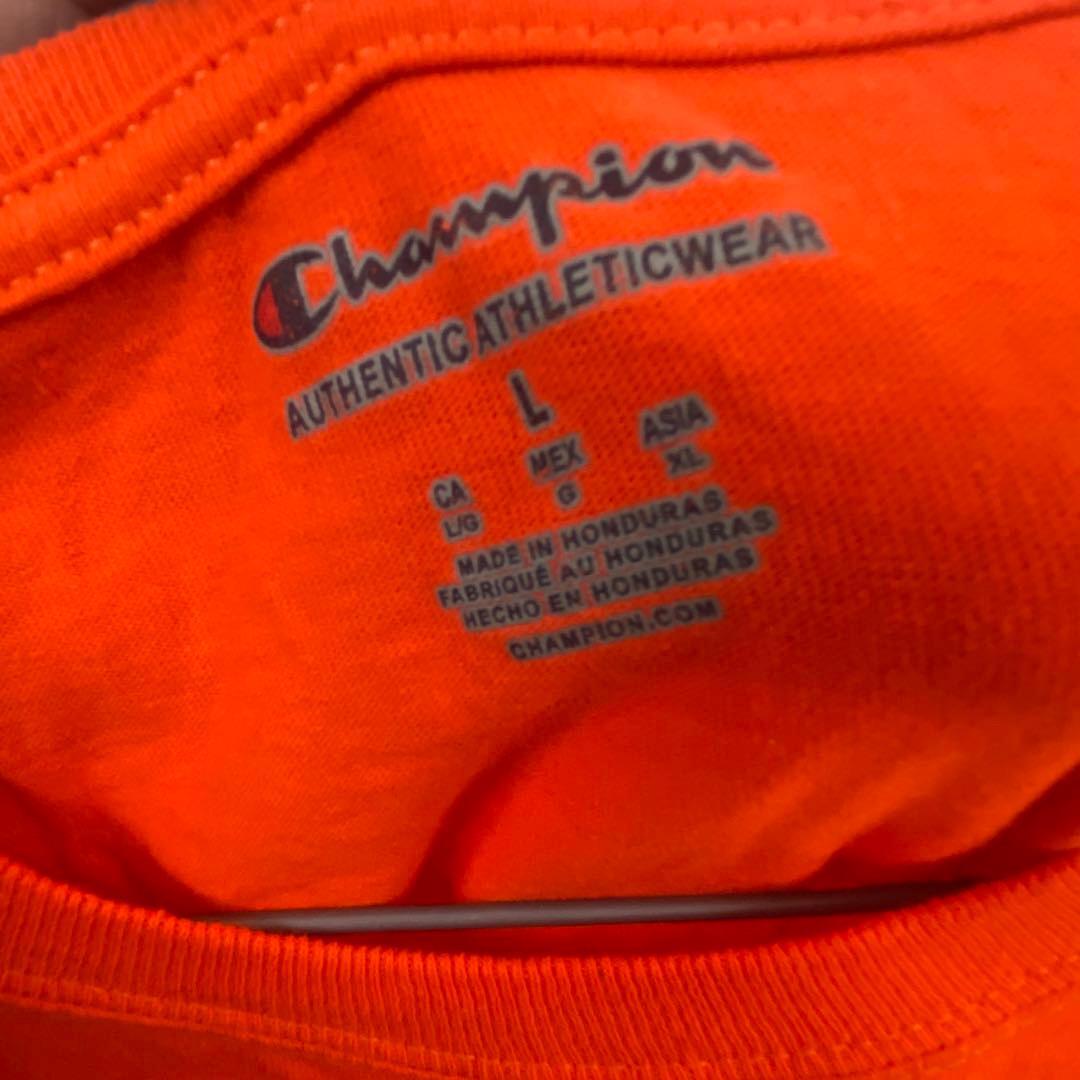 Champion
AUTHENTIC ATHLETICWEAR
L
CA MEX ASIA
L/G G XL
MADE IN HONDURAS
FABRIQUÉ AU HONDURAS
HECHO EN HONDURAS
CHAMPION.COM